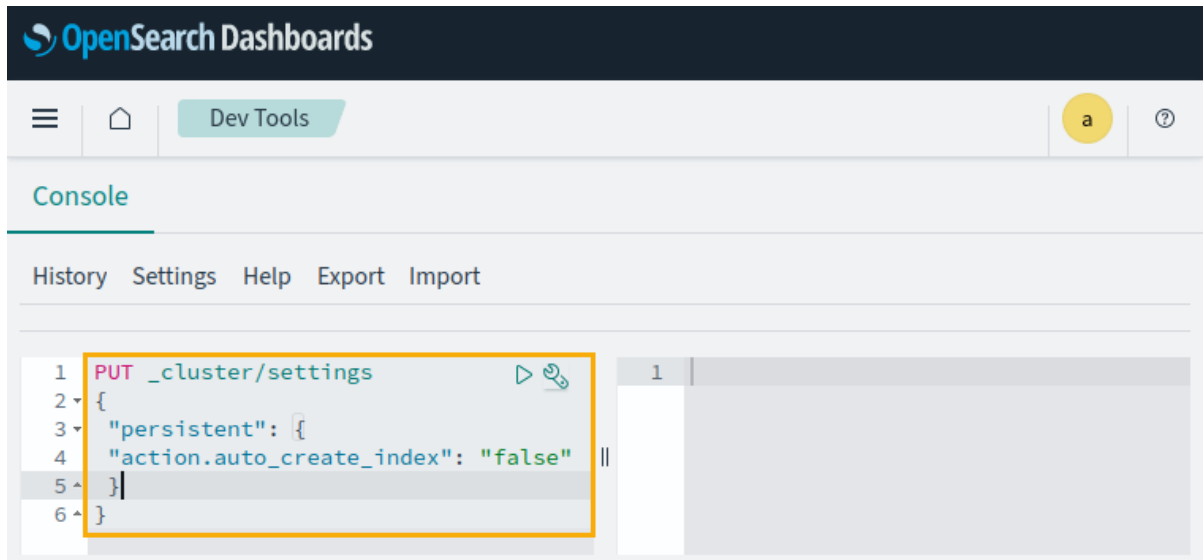 OpenSearch Dashboards
Dev Tools
a
?
Console
History Settings Help Export Import
1 PUT _cluster/settings
2 {
3 "persistent": {
4 "action.auto_create_index": "false"
5 }
6 }
1